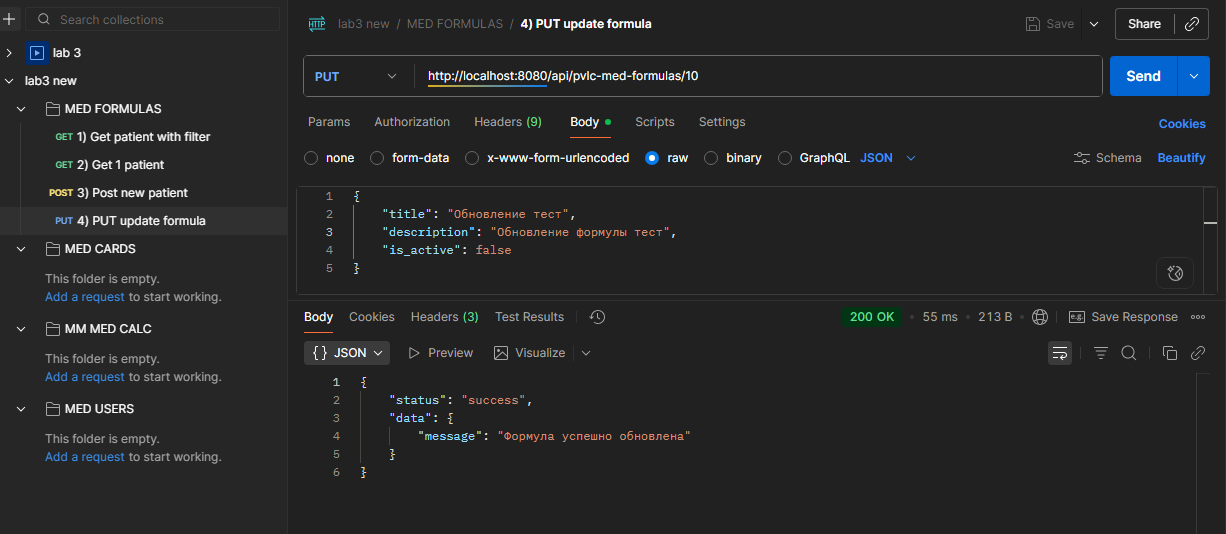 Search collections
lab 3
lab3 new
MED FORMULAS
GET 1) Get patient with filter
GET 2) Get 1 patient
POST 3) Post new patient
PUT 4) PUT update formula
MED CARDS
This folder is empty.
Add a request to start working.
MM MED CALC
This folder is empty.
Add a request to start working.
MED USERS
This folder is empty.
Add a request to start working.
HTTP lab3 new / MED FORMULAS / 4) PUT update formula
Save Share
PUT http://localhost:8080/api/pvlc-med-formulas/10 Send
Params Authorization Headers (9) Body Scripts Settings Cookies
none form-data x-www-form-urlencoded raw binary GraphQL JSON Schema Beautify
1 {
2 "title": "Обновление тест",
3 "description": "Обновление формулы тест",
4 "is_active": false
5 }
Body Cookies Headers (3) Test Results 200 OK • 55 ms • 213 B • e.g. Save Response
{} JSON Preview Visualize
1 {
2 "status": "success",
3 "data": {
4 "message": "Формула успешно обновлена"
5 }
6 }